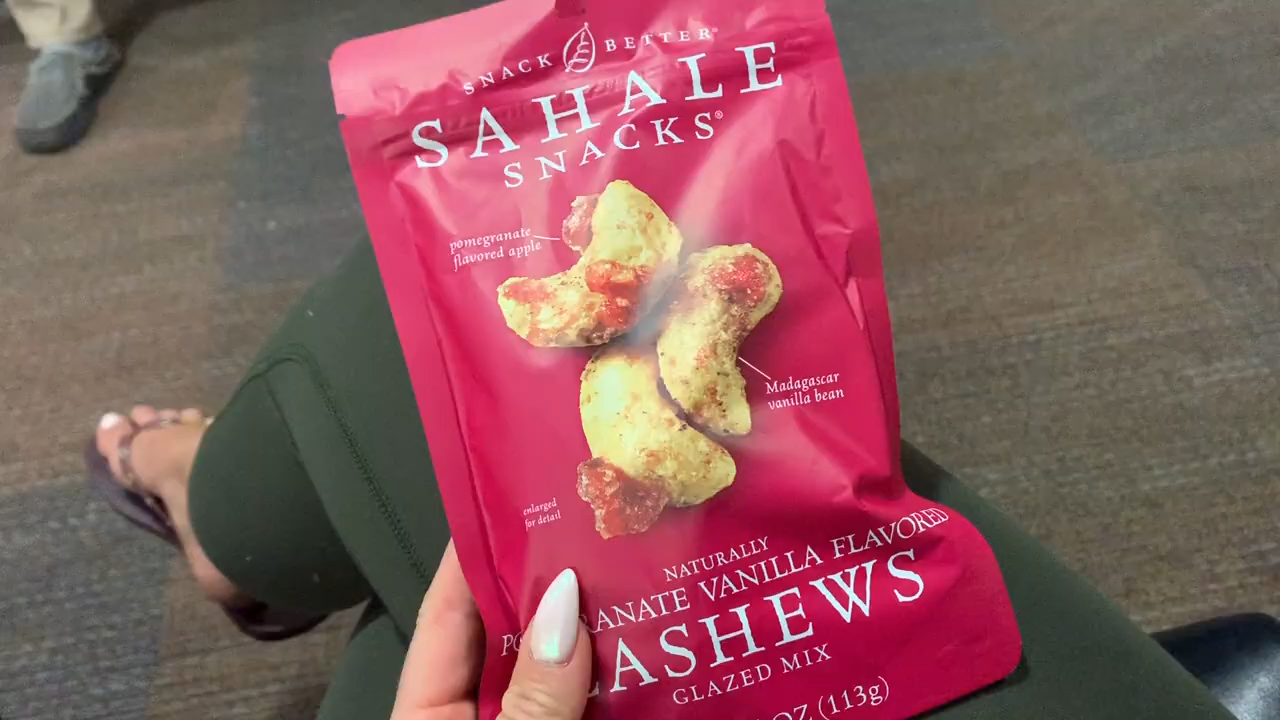 SNACK BETTER®
SAHALE
SNACKS®
pomegranate
flavored apple
Madagascar
vanilla bean
enlarged
for detail
NATURALLY
VANILLA FLAVORED
ASHEWS
GLAZED MIX
OZ (113g)